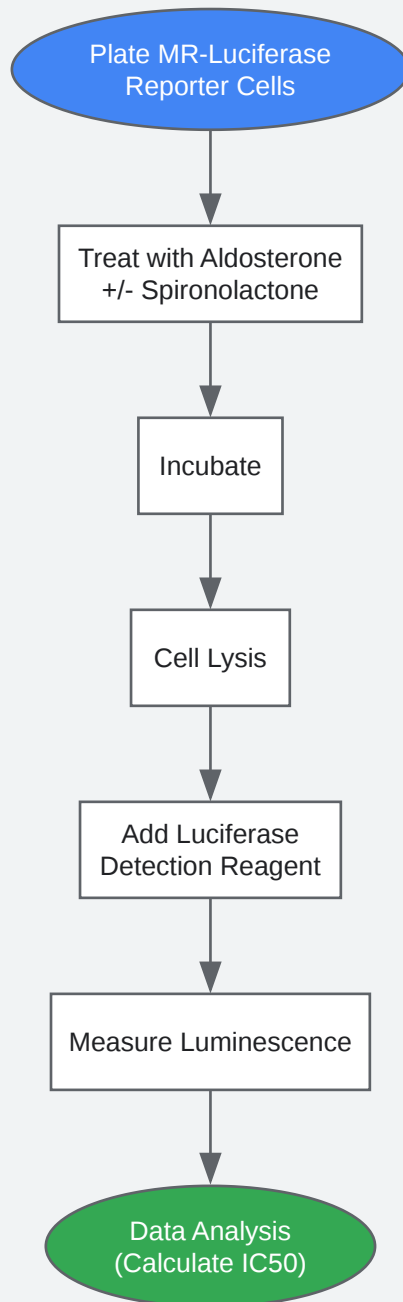 Plate MR-Luciferase
Reporter Cells
Treat with Aldosterone
+/- Spironolactone
Incubate
Cell Lysis
Add Luciferase
Detection Reagent
Measure Luminescence
Data Analysis
(Calculate IC50)